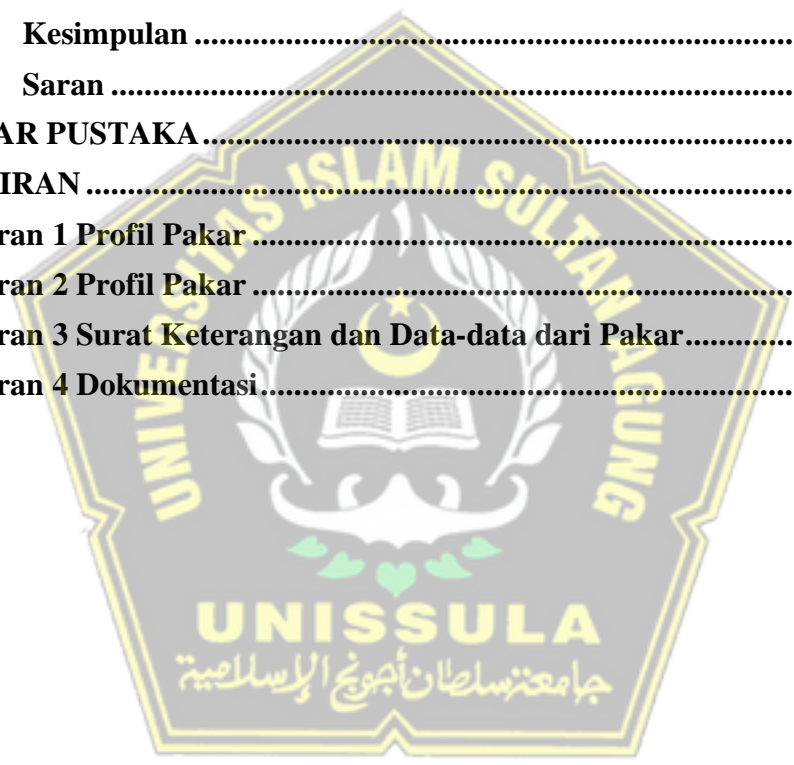 Kesimpulan ..........................................................................
Saran ....................................................................................
AR PUSTAKA ........................................................................
IRAN .......................................................................................
ran 1 Profil Pakar ..................................................................
ran 2 Profil Pakar ..................................................................
ran 3 Surat Keterangan dan Data-data dari Pakar.............
ran 4 Dokumentasi .................................................................
UNIVERSITAS ISLAM SULTAN AGUNG
UNISSULA
جامعة سلطان أجونج الإسلامية